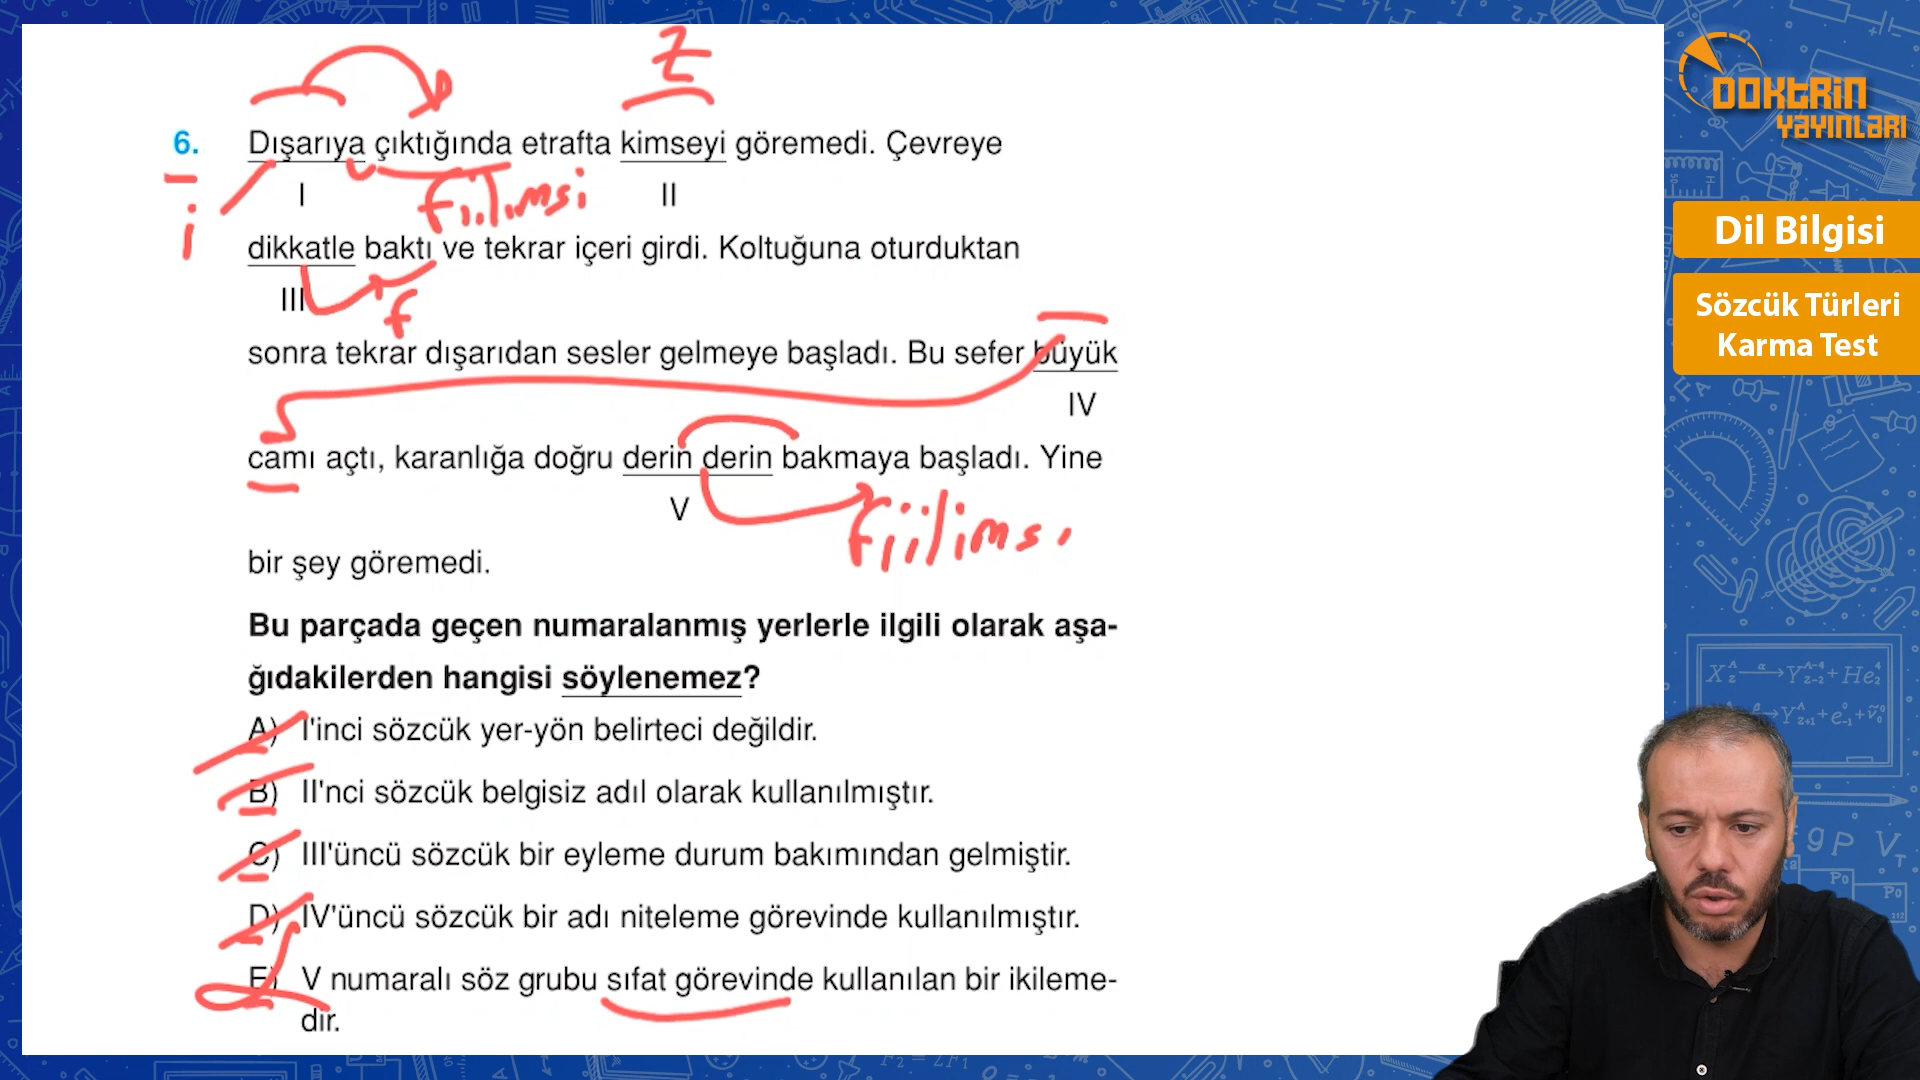 z
6. Dışarıya çıktığında etrafta kimseyi göremedi. Çevreye
I fiilimsi II
i
dikkatle baktı ve tekrar içeri girdi. Koltuğuna oturduktan
III f
sonra tekrar dışarıdan sesler gelmeye başladı. Bu sefer büyük
IV
camı açtı, karanlığa doğru derin derin bakmaya başladı. Yine
V fiilimsi
bir şey göremedi.
Bu parçada geçen numaralanmış yerlerle ilgili olarak aşa-
ğıdakilerden hangisi söylenemez?
A) I'inci sözcük yer-yön belirteci değildir.
B) II'nci sözcük belgisiz adıl olarak kullanılmıştır.
C) III'üncü sözcük bir eyleme durum bakımından gelmiştir.
D) IV'üncü sözcük bir adı niteleme görevinde kullanılmıştır.
E) V numaralı söz grubu sıfat görevinde kullanılan bir ikileme-
dir.
DOKTRİN
YAYINLARI
Dil Bilgisi
Sözcük Türleri
Karma Test